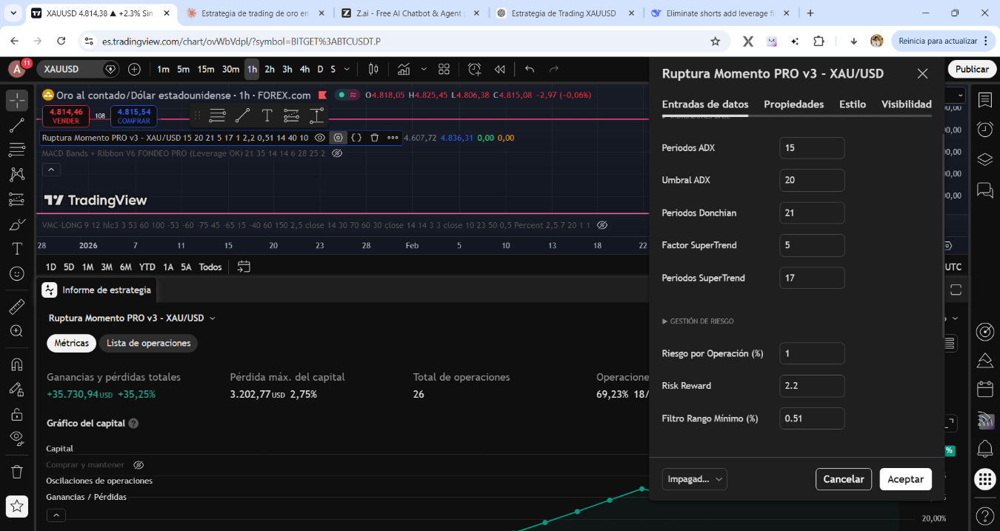 XAUUSD 4.814,38 ▲ +2.3% Sin
Estrategia de trading de oro en
Z.ai - Free AI Chatbot & Agent
Estrategia de Trading XAUUSD
Eliminate shorts add leverage fi
es.tradingview.com/chart/ovWbVdpl/?symbol=BITGET%3ABTCUSDT.P
Reinicia para actualizar
A 11
XAUUSD
1m 5m 15m 30m 1h 2h 3h 4h D S
Publicar
Oro al contado/Dólar estadounidense · 1h · FOREX.com
O4.818,05 H4.825,45 L4.806,38 C4.815,08 −2,97 (−0,06%)
4.814,46
VENDER
108
4.815,54
COMPRAR
Ruptura Momento PRO v3 - XAU/USD 15 20 21 5 17 1 2,2 0,51 14 40 10
4.607,72 4.836,31 0,00 0,00
MACD Bands + Ribbon V6 FONDEO PRO (Leverage OK) 21 35 14 14 6 28 25 2
TradingView
VMC-LONG 9 12 hlc3 3 53 60 100 -53 -60 -75 45 -65 15 -40 60 150 2,5 close 14 30 70 60 30 close 14 14 3 3 close 10 23 50 0,5 Percent 2,5 7 20 1 1
28 2026 7 11 15 20 23 28 Feb 5 10 13 18 22
1D 5D 1M 3M 6M YTD 1A 5A Todos
UTC
Informe de estrategia
Ruptura Momento PRO v3 - XAU/USD
Métricas
Lista de operaciones
Ganancias y pérdidas totales
+35.730,94 USD +35,25%
Pérdida máx. del capital
3.202,77 USD 2,75%
Total de operaciones
26
Operacione
69,23% 18/
Gráfico del capital
Capital
Comprar y mantener
Oscilaciones de operaciones
Ganancias / Pérdidas
%
20,00%
Ruptura Momento PRO v3 - XAU/USD
Entradas de datos
Propiedades
Estilo
Visibilidad
Periodos ADX
15
Umbral ADX
20
Periodos Donchian
21
Factor SuperTrend
5
Periodos SuperTrend
17
▶ GESTIÓN DE RIESGO
Riesgo por Operación (%)
1
Risk Reward
2.2
Filtro Rango Mínimo (%)
0.51
Impagad...
Cancelar
Aceptar